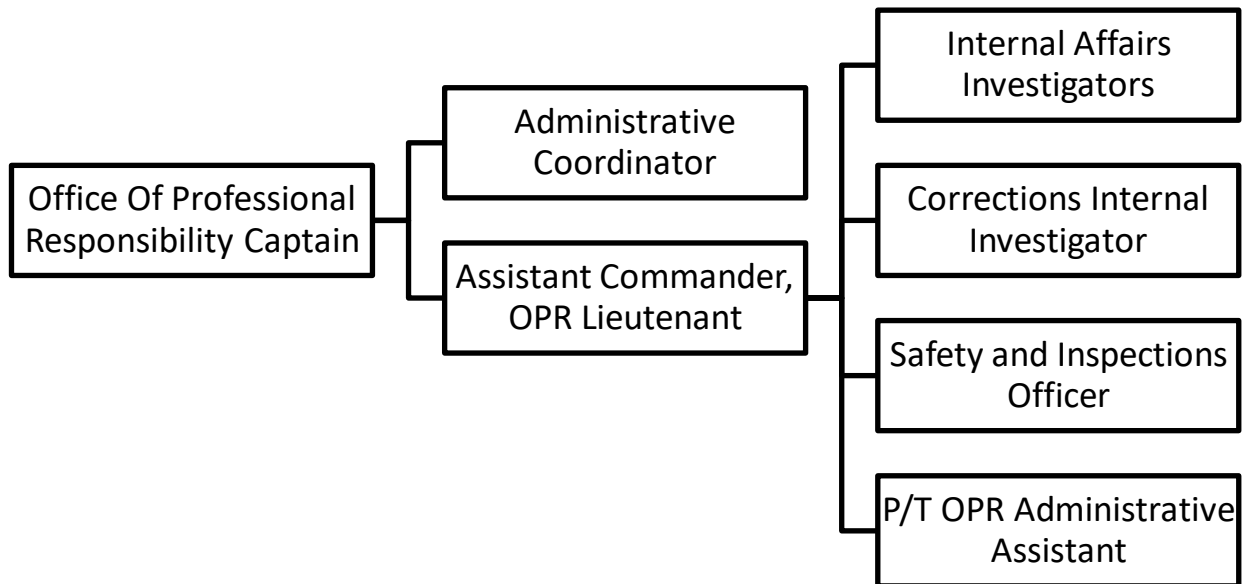 Office Of Professional
Responsibility Captain
Administrative
Coordinator
Assistant Commander,
OPR Lieutenant
Internal Affairs
Investigators
Corrections Internal
Investigator
Safety and Inspections
Officer
P/T OPR Administrative
Assistant